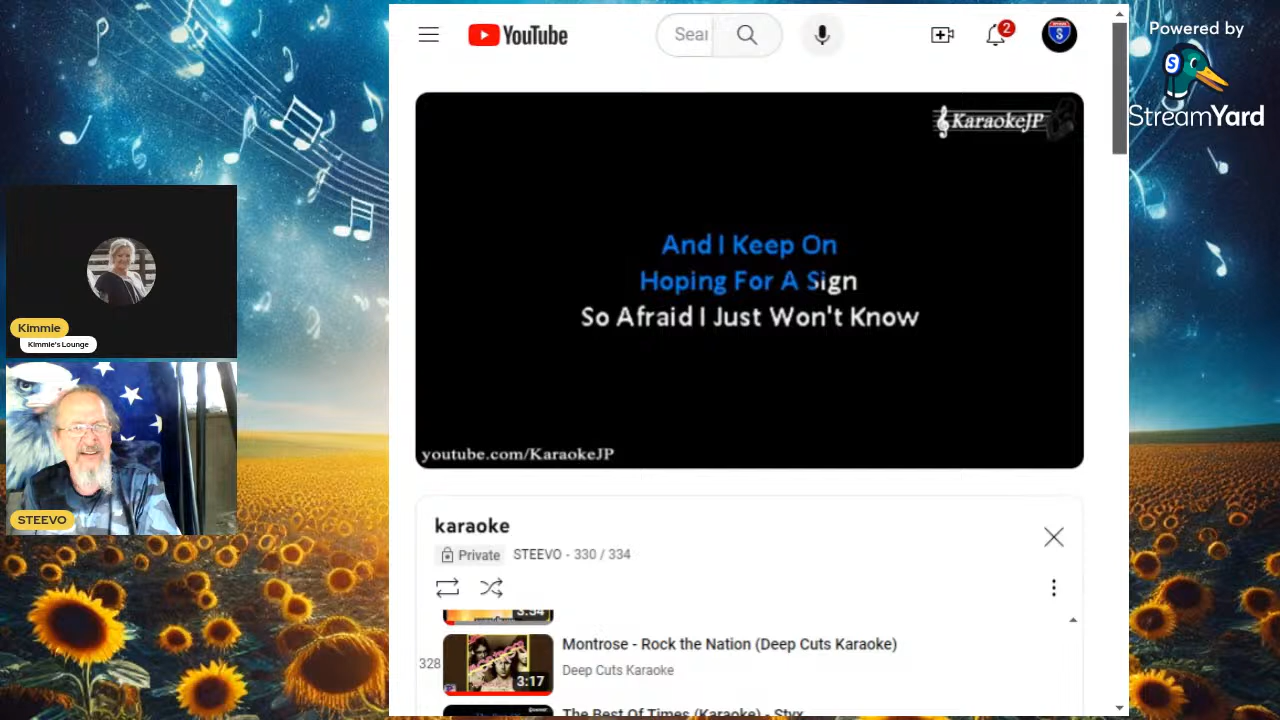 YouTube
Sear
2
S
Powered by
S
StreamYard
KaraokeJP
And I Keep On
Hoping For A Sign
So Afraid I Just Won't Know
youtube.com/KaraokeJP
Kimmie
Kimmie's Lounge
STEEVO
karaoke
Private STEEVO - 330 / 334
3:54
328
3:17
Montrose - Rock the Nation (Deep Cuts Karaoke)
Deep Cuts Karaoke
The Best Of Times (Karaoke) - Styx